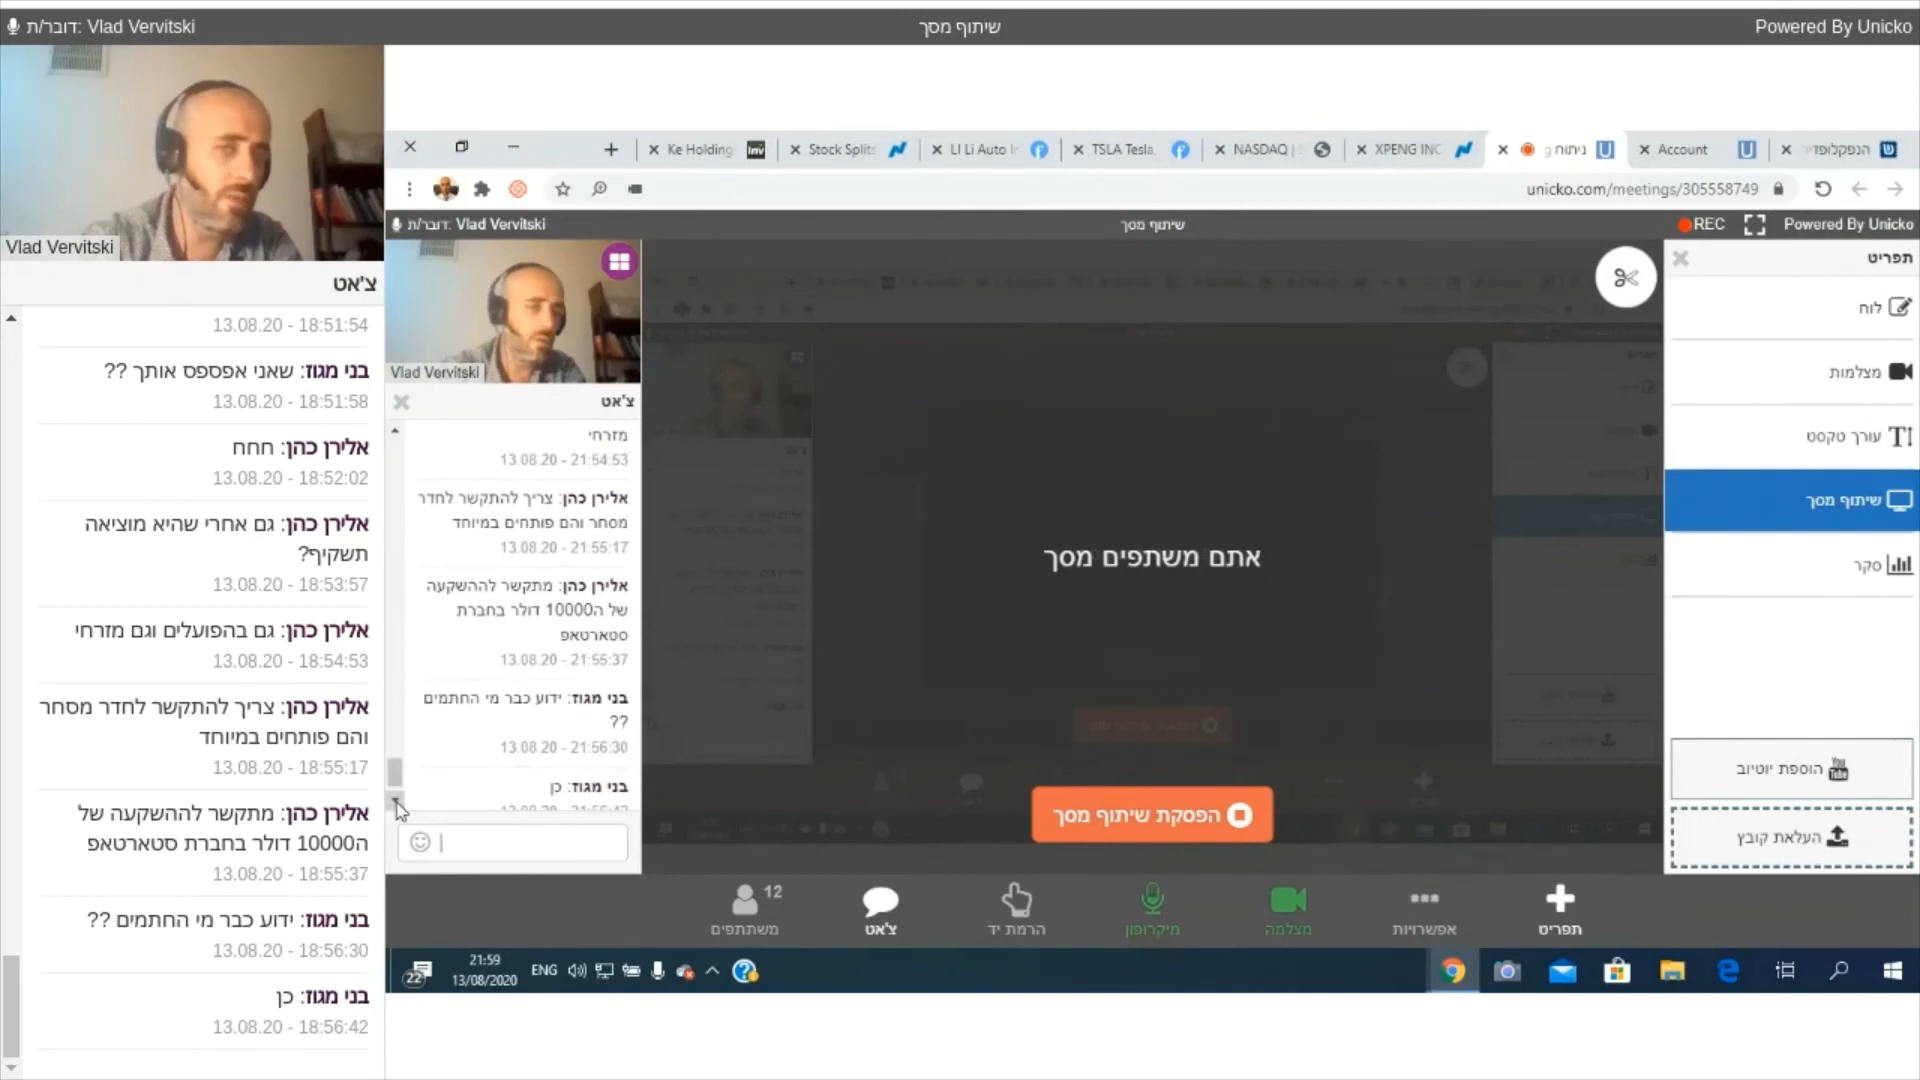 דובר/ת: Vlad Vervitski
שיתוף מסך
Powered By Unicko
Vlad Vervitski
צ'אט
13.08.20 - 18:51:54
בני מגוז: שאני אפספס אותך ??
13.08.20 - 18:51:58
אלירן כהן: חחח
13.08.20 - 18:52:02
אלירן כהן: גם אחרי שהיא מוציאה
תשקיף?
13.08.20 - 18:53:57
אלירן כהן: גם בהפועלים וגם מזרחי
13.08.20 - 18:54:53
אלירן כהן: צריך להתקשר לחדר מסחר
והם פותחים במיוחד
13.08.20 - 18:55:17
אלירן כהן: מתקשר לההשקעה של
ה10000 דולר בחברת סטארטאפ
13.08.20 - 18:55:37
בני מגוז: ידוע כבר מי החתמים ??
13.08.20 - 18:56:30
בני מגוז: כן
13.08.20 - 18:56:42
Ke Holding
Inv
Stock Splits
LI Li Auto
TSLA Tesla,
NASDAQ
XPENG INC
ניתוח
Account
unicko.com/meetings/305558749
דובר/ת: Vlad Vervitski
שיתוף מסך
REC
Powered By Unicko
Vlad Vervitski
צ'אט
מזרחי
13.08.20 - 21:54:53
אלירן כהן: צריך להתקשר לחדר
מסחר והם פותחים במיוחד
13.08.20 - 21:55:17
אלירן כהן: מתקשר לההשקעה
של ה10000 דולר בחברת
סטארטאפ
13.08.20 - 21:55:37
בני מגוז: ידוע כבר מי החתמים
??
13.08.20 - 21:56:30
בני מגוז: כן
אתם משתפים מסך
הפסקת שיתוף מסך
תפריט
לוח
מצלמות
עורך טקסט
שיתוף מסך
סקר
הוספת יוטיוב
You Tube
העלאת קובץ
12
משתתפים
צ'אט
הרמת יד
מיקרופון
מצלמה
אפשרויות
תפריט
22
21:59
13/08/2020
ENG